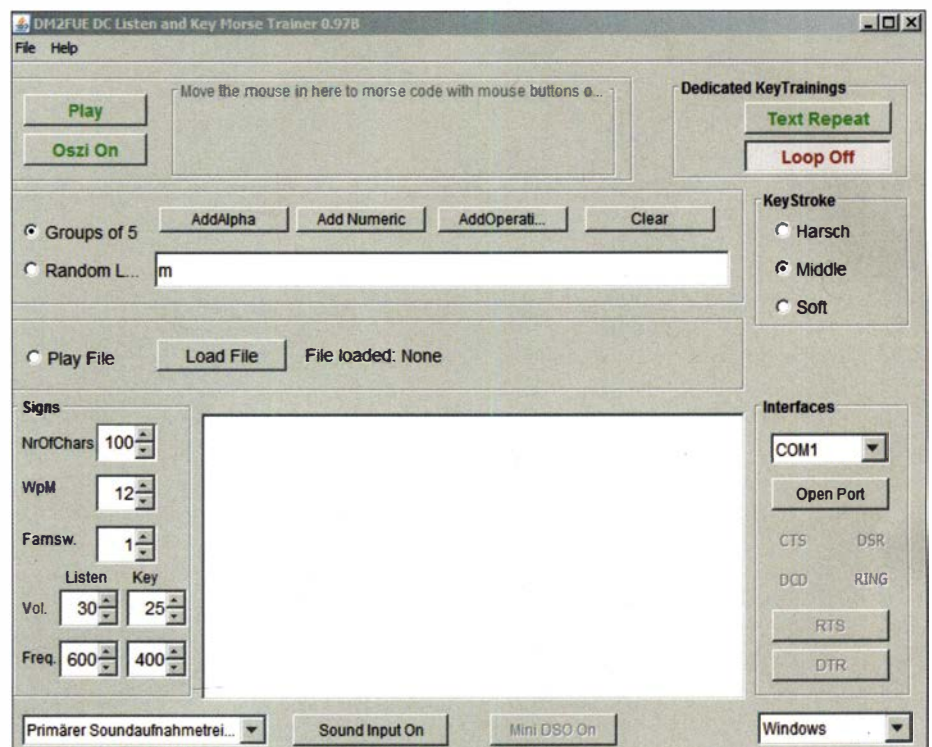 DM2FUE DC Listen and Key Morse Trainer 0.97B
File Help
Move the mouse in here to morse code with mouse buttons o...
Dedicated KeyTrainings
Play
Oszi On
Text Repeat
Loop Off
Groups of 5
AddAlpha
Add Numeric
AddOperati...
Clear
Random L...
m
KeyStroke
Harsch
Middle
Soft
Play File
Load File
File loaded: None
Signs
NrOfChars 100
WpM 12
Famsw. 1
Listen Key
Vol. 30 25
Freq. 600 400
Interfaces
COM1
Open Port
CTS DSR
DCD RING
RTS
DTR
Primärer Soundaufnahmetrei...
Sound Input On
Mini DSO On
Windows